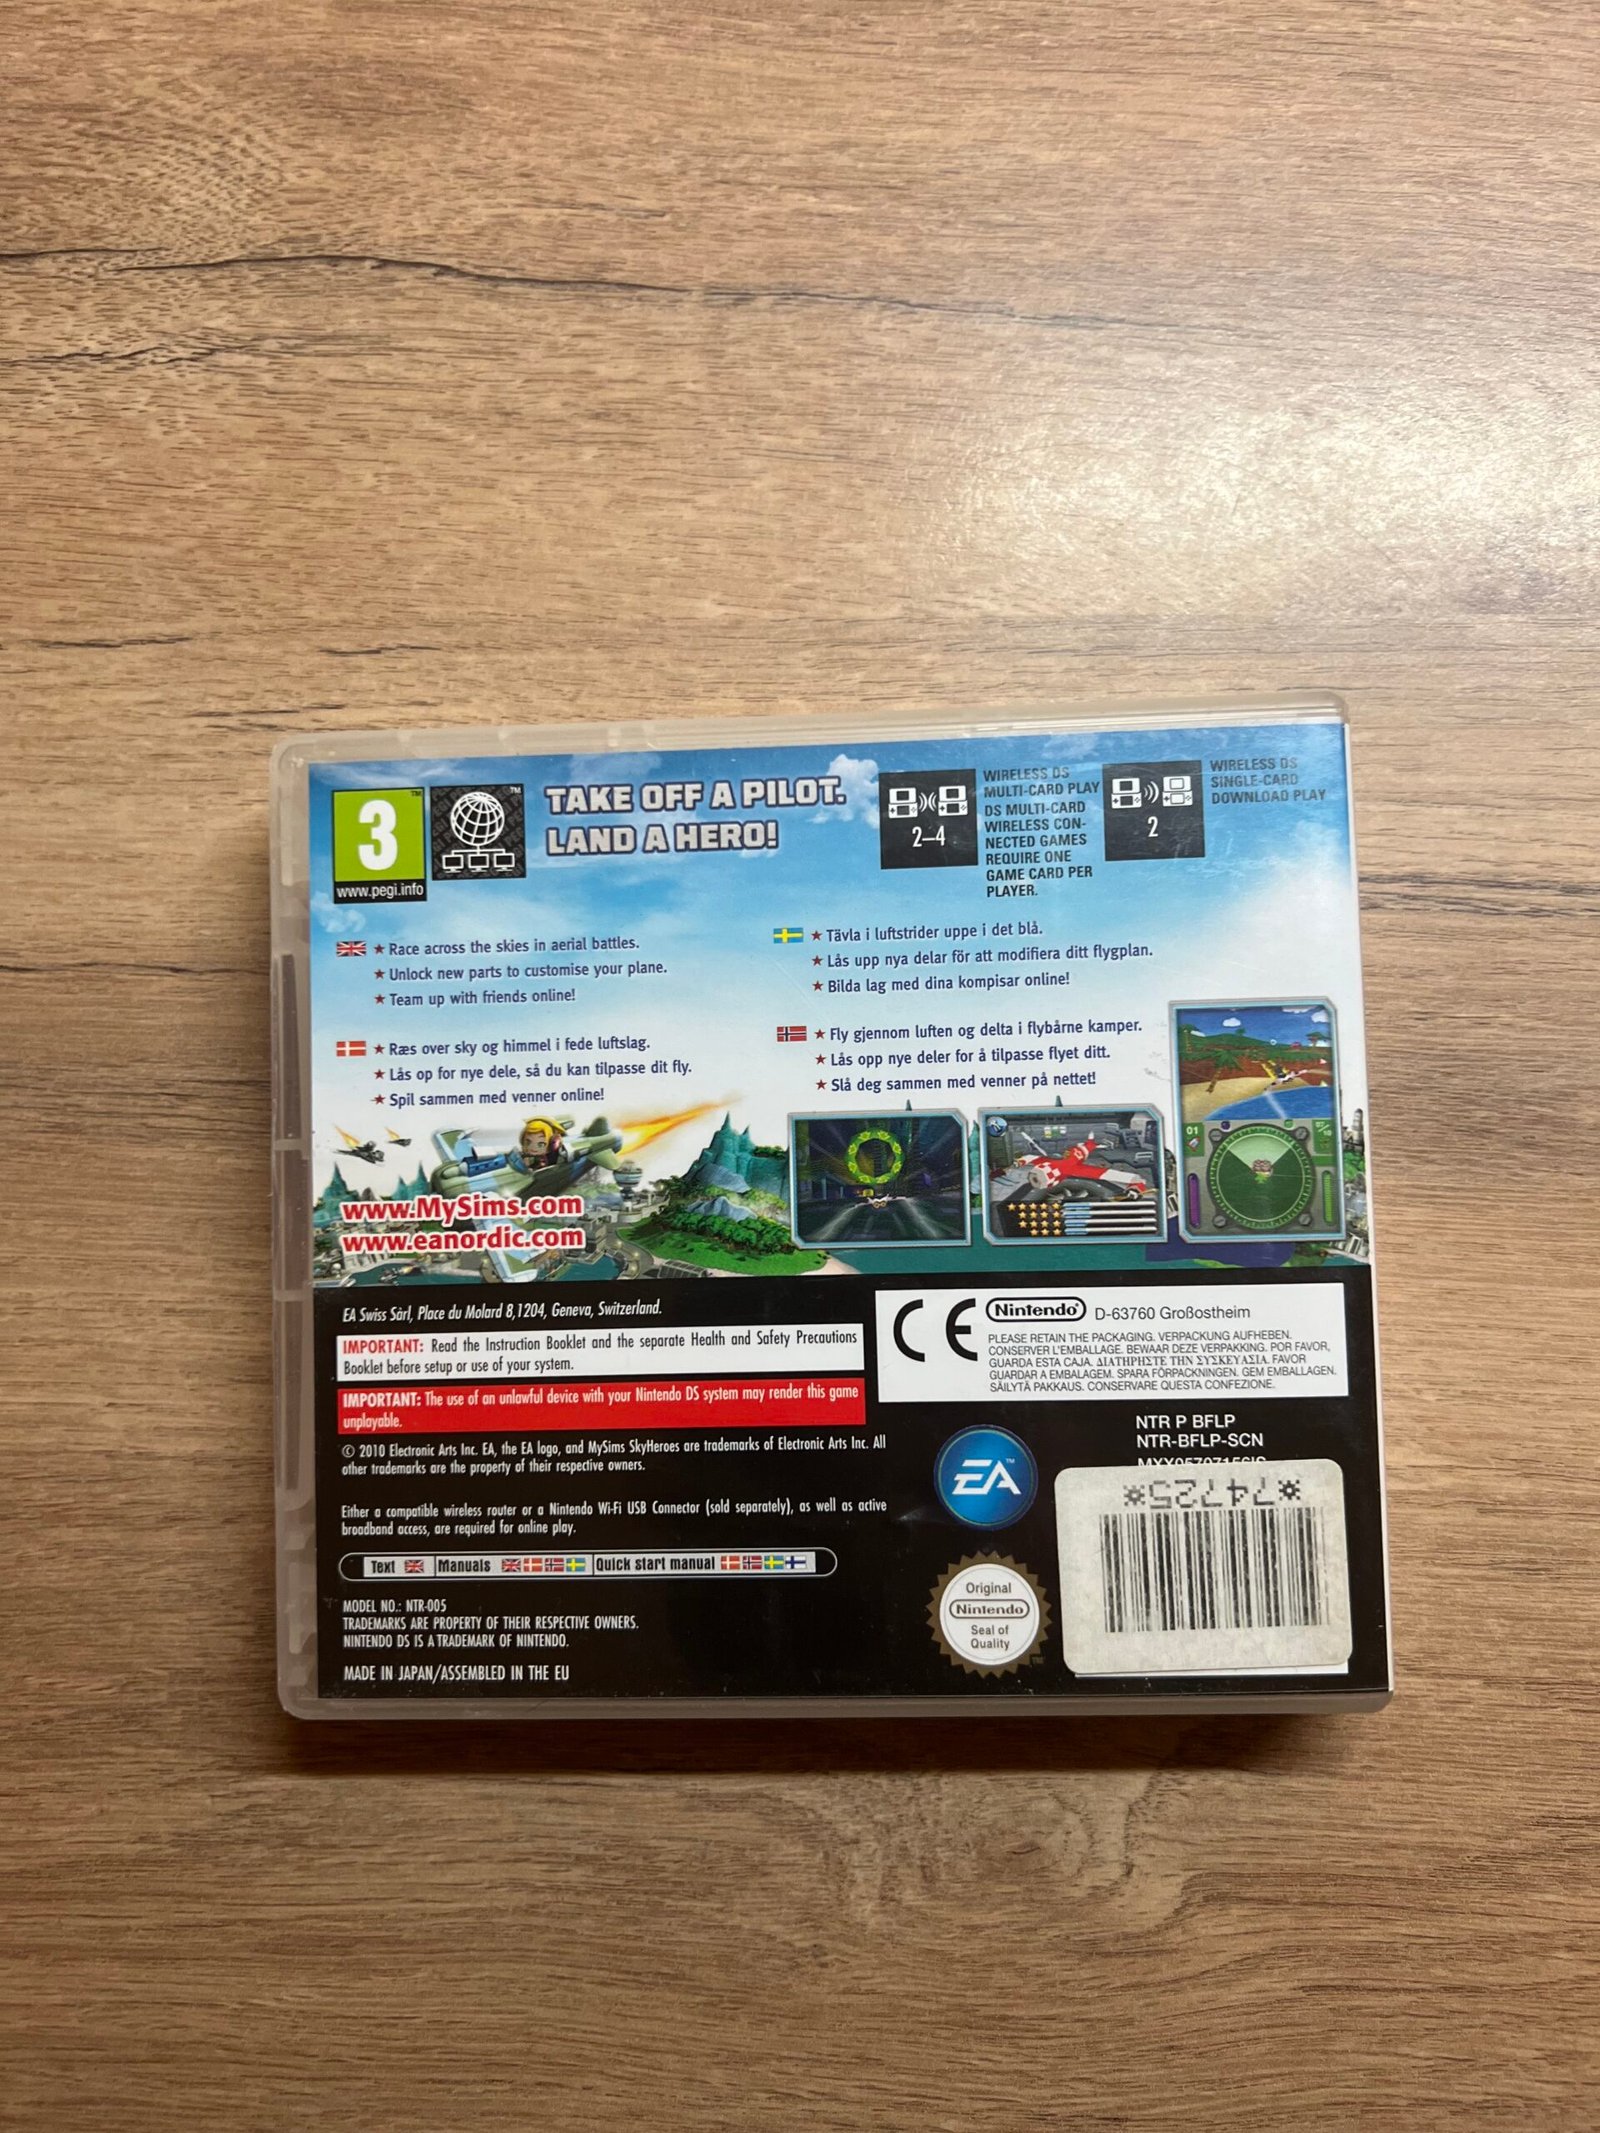 3
www.pegi.info
TAKE OFF A PILOT.
LAND A HERO!
2–4
WIRELESS DS
MULTI-CARD PLAY
DS MULTI-CARD
WIRELESS CON-
NECTED GAMES
REQUIRE ONE
GAME CARD PER
PLAYER.
2
WIRELESS DS
SINGLE-CARD
DOWNLOAD PLAY
★ Race across the skies in aerial battles.
★ Unlock new parts to customise your plane.
★ Team up with friends online!
★ Tävla i luftstrider uppe i det blå.
★ Lås upp nya delar för att modifiera ditt flygplan.
★ Bilda lag med dina kompisar online!
★ Ræs over sky og himmel i fede luftslag.
★ Lås op for nye dele, så du kan tilpasse dit fly.
★ Spil sammen med venner online!
★ Fly gjennom luften og delta i flybårne kamper.
★ Lås opp nye deler for å tilpasse flyet ditt.
★ Slå deg sammen med venner på nettet!
01
www.MySims.com
www.eanordic.com
EA Swiss Sàrl, Place du Molard 8,1204, Geneva, Switzerland.
IMPORTANT: Read the Instruction Booklet and the separate Health and Safety Precautions
Booklet before setup or use of your system.
IMPORTANT: The use of an unlawful device with your Nintendo DS system may render this game
unplayable.
© 2010 Electronic Arts Inc. EA, the EA logo, and MySims SkyHeroes are trademarks of Electronic Arts Inc. All
other trademarks are the property of their respective owners.
Either a compatible wireless router or a Nintendo Wi-Fi USB Connector (sold separately), as well as active
broadband access, are required for online play.
Text Manuals Quick start manual
MODEL NO.: NTR-005
TRADEMARKS ARE PROPERTY OF THEIR RESPECTIVE OWNERS.
NINTENDO DS IS A TRADEMARK OF NINTENDO.
MADE IN JAPAN/ASSEMBLED IN THE EU
CE
Nintendo® D-63760 Großostheim
PLEASE RETAIN THE PACKAGING. VERPACKUNG AUFHEBEN.
CONSERVER L'EMBALLAGE. BEWAAR DEZE VERPAKKING. POR FAVOR,
GUARDA ESTA CAJA. ΔΙΑΤΗΡΗΣΤΕ ΤΗΝ ΣΥΣΚΕΥΑΣΙΑ. FAVOR
GUARDAR A EMBALAGEM. SPARA FÖRPACKNINGEN. GEM EMBALLAGEN.
SÄILYTÄ PAKKAUS. CONSERVARE QUESTA CONFEZIONE.
EA™
NTR P BFLP
NTR-BFLP-SCN
*74725*
Original
Nintendo
Seal of
Quality